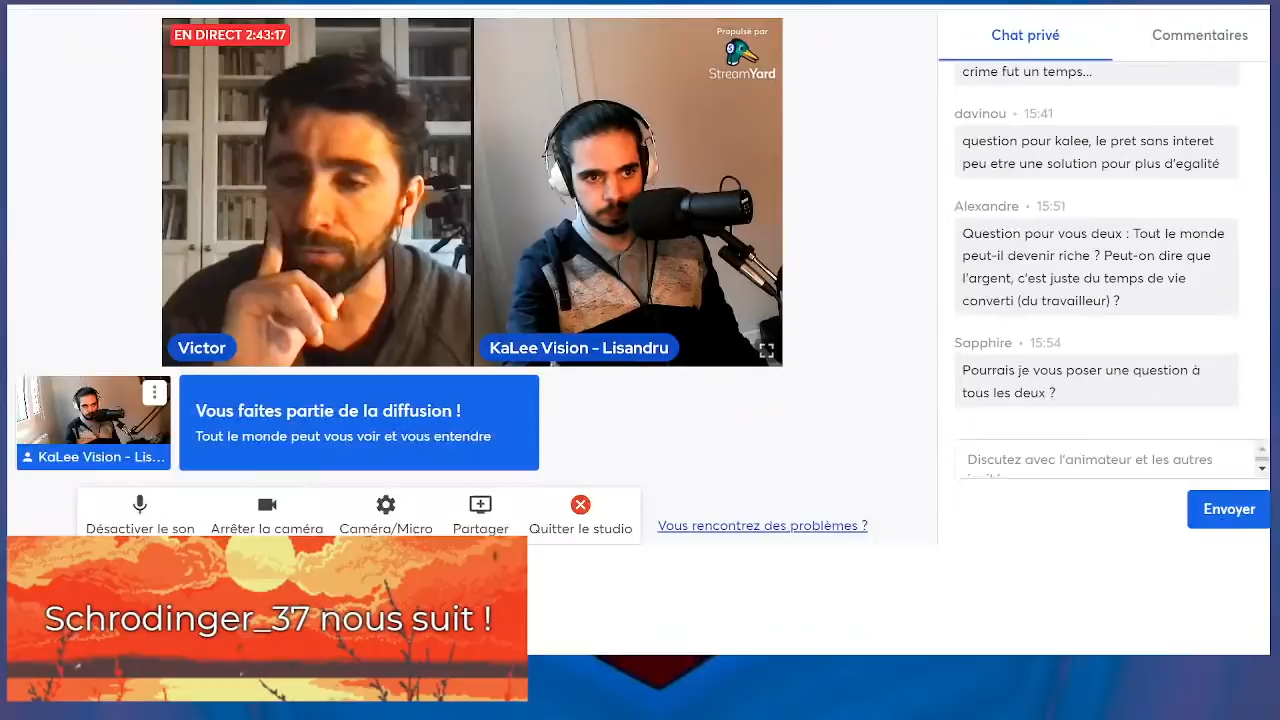 EN DIRECT 2:43:17
Propulsé par
StreamYard
Victor
KaLee Vision - Lisandru
KaLee Vision - Lis...
Vous faites partie de la diffusion !
Tout le monde peut vous voir et vous entendre
Désactiver le son
Arrêter la caméra
Caméra/Micro
Partager
Quitter le studio
Vous rencontrez des problèmes ?
Chat privé
Commentaires
crime fut un temps...
davinou • 15:41
question pour kalee, le pret sans interet
peu etre une solution pour plus d'egalité
Alexandre • 15:51
Question pour vous deux : Tout le monde
peut-il devenir riche ? Peut-on dire que
l'argent, c'est juste du temps de vie
converti (du travailleur) ?
Sapphire • 15:54
Pourrais je vous poser une question à
tous les deux ?
Discutez avec l'animateur et les autres
Envoyer
Schrodinger_37 nous suit !